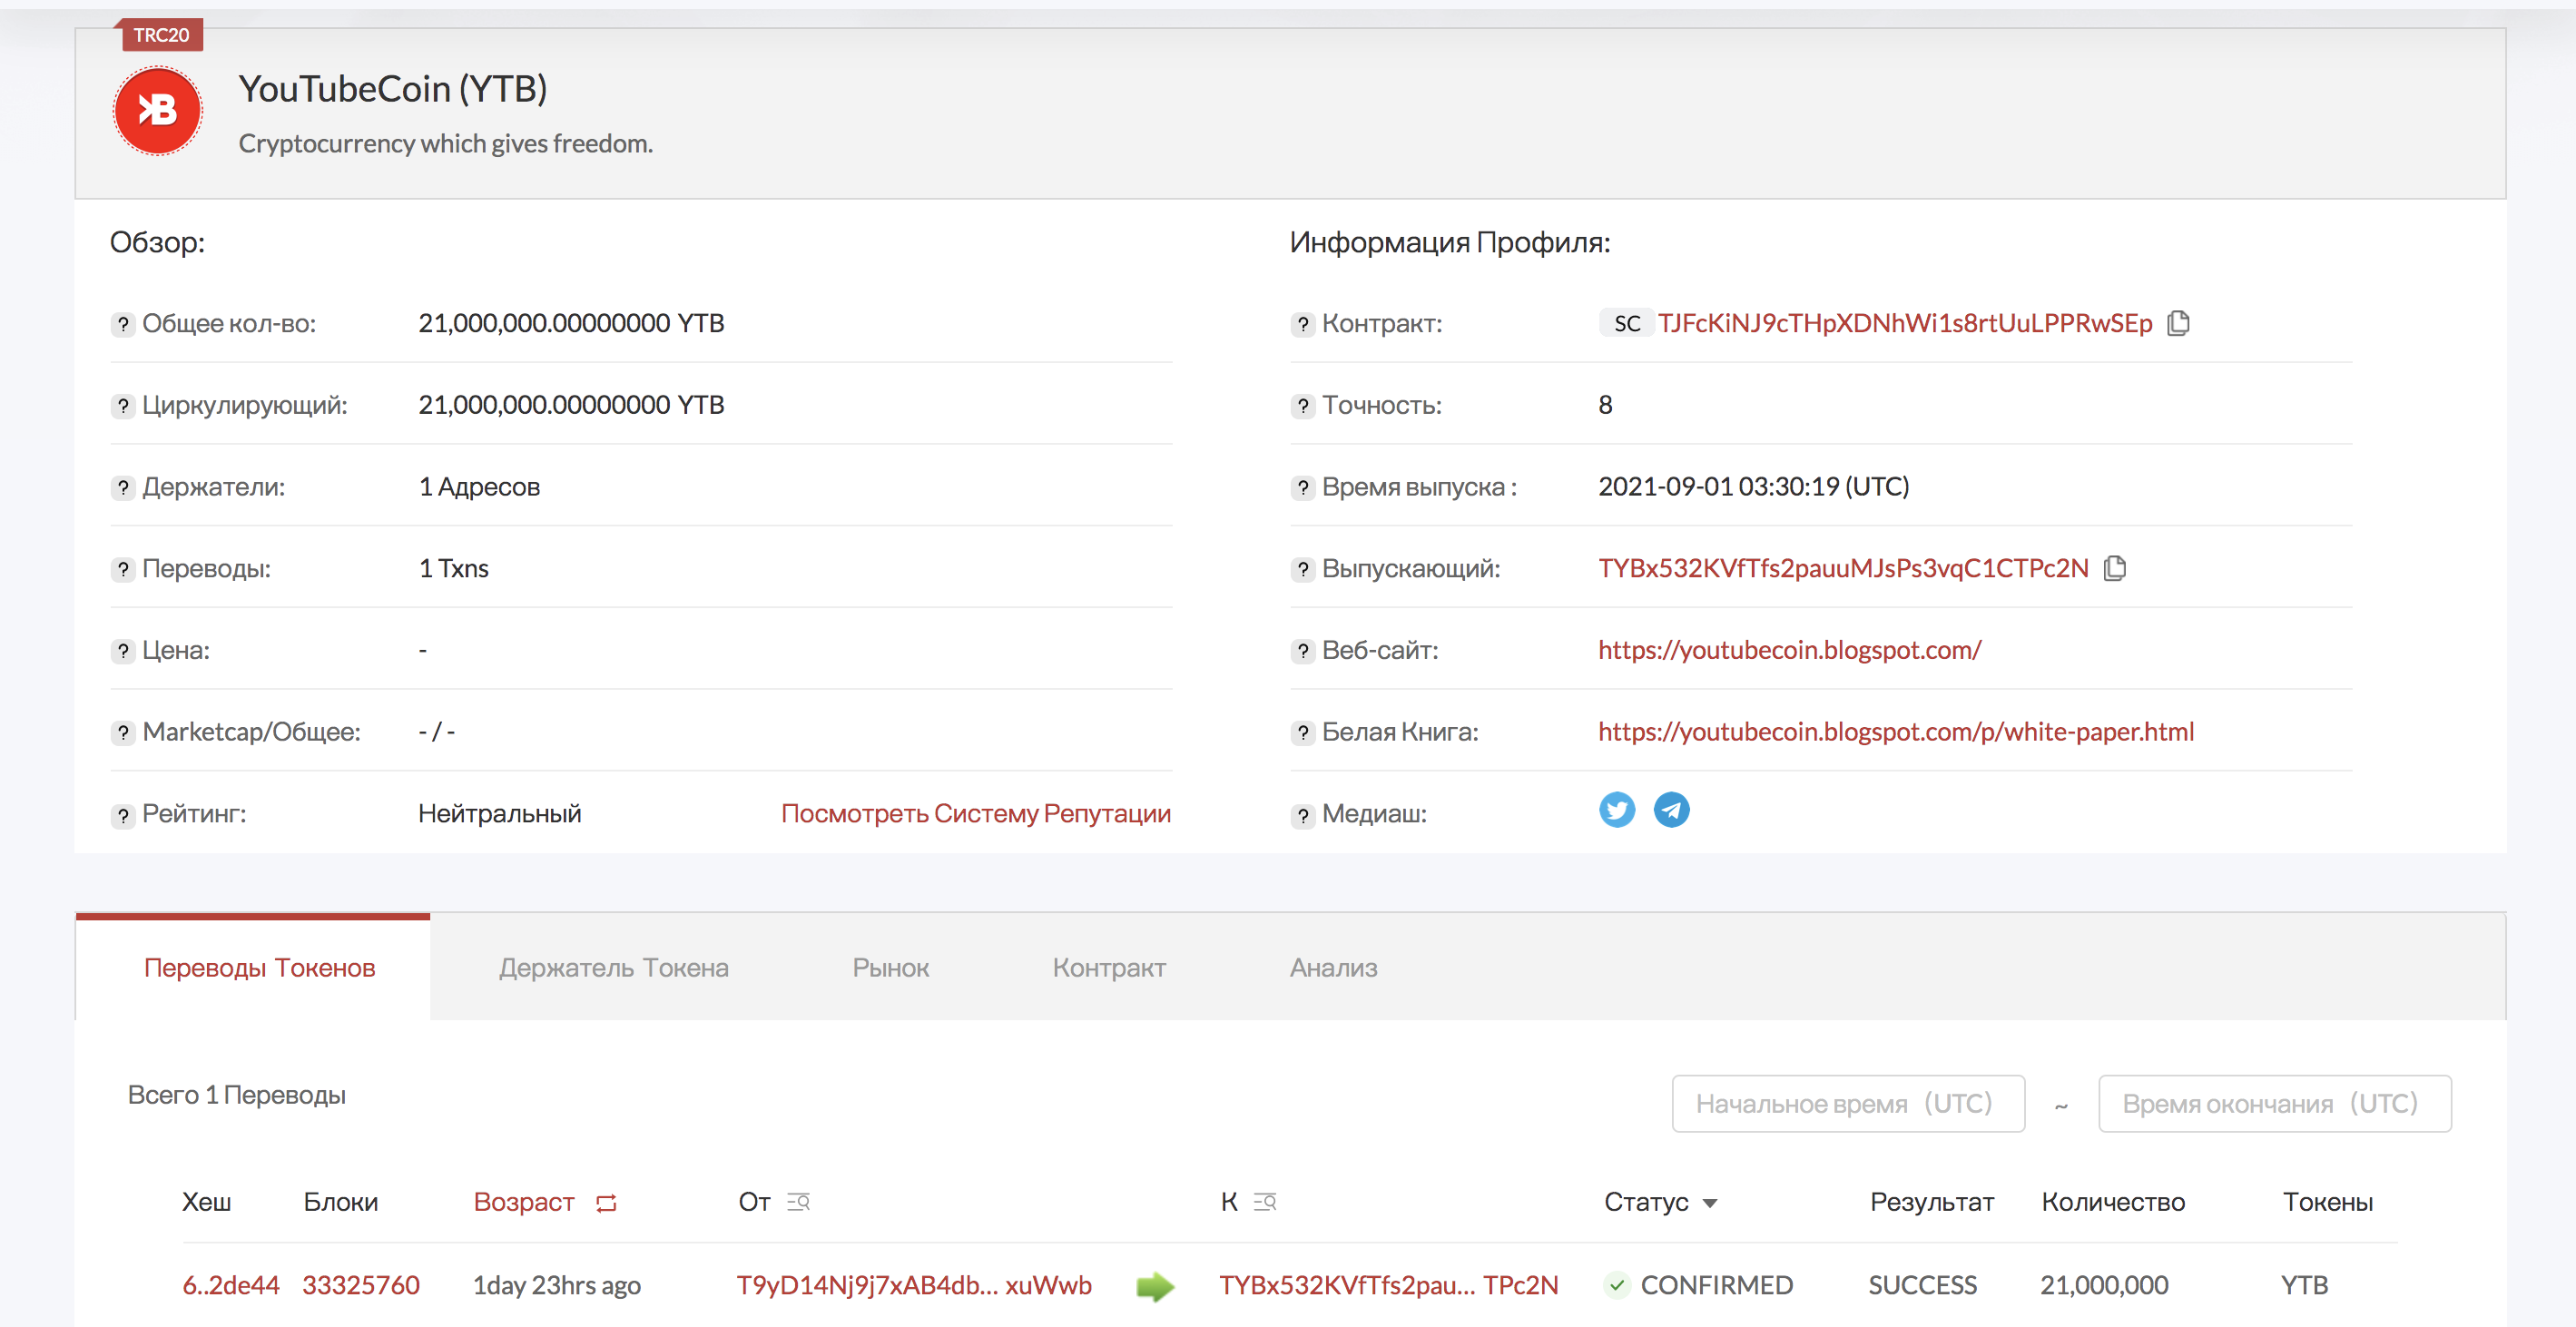 TRC20
YouTubeCoin (YTB)
Cryptocurrency which gives freedom.
Обзор:
? Общее кол-во: 21,000,000.00000000 YTB
? Циркулирующий: 21,000,000.00000000 YTB
? Держатели: 1 Адресов
? Переводы: 1 Txns
? Цена: -
? Marketcap/Общее: - / -
? Рейтинг: Нейтральный Посмотреть Систему Репутации
Информация Профиля:
? Контракт: SC TJFcKiNJ9cTHpXDNhWi1s8rtUuLPPRwSEp
? Точность: 8
? Время выпуска : 2021-09-01 03:30:19 (UTC)
? Выпускающий: TYBx532KVfTfs2pauuMJsPs3vqC1CTPc2N
? Веб-сайт: https://youtubecoin.blogspot.com/
? Белая Книга: https://youtubecoin.blogspot.com/p/white-paper.html
? Медиаш:
Переводы Токенов Держатель Токена Рынок Контракт Анализ
Всего 1 Переводы
Начальное время (UTC) ~ Время окончания (UTC)
Хеш Блоки Возраст От К Статус Результат Количество Токены
6..2de44 33325760 1day 23hrs ago T9yD14Nj9j7xAB4db... xuWwb TYBx532KVfTfs2pau... TPc2N CONFIRMED SUCCESS 21,000,000 YTB